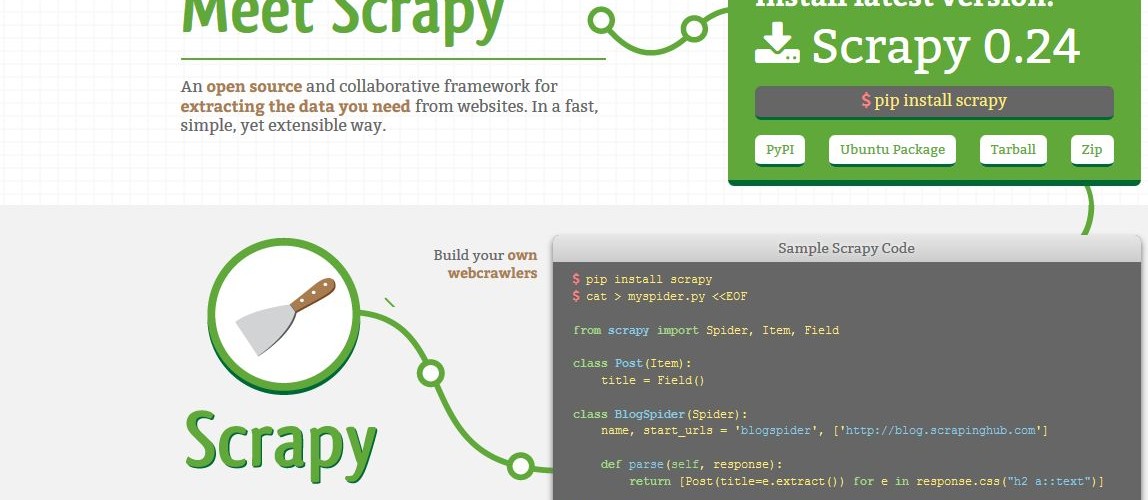 Meet Scrapy
An open source and collaborative framework for
extracting the data you need from websites. In a fast,
simple, yet extensible way.
Install latest version:
Scrapy 0.24
$ pip install scrapy
PyPI
Ubuntu Package
Tarball
Zip
Build your own
webcrawlers
Scrapy
Sample Scrapy Code
$ pip install scrapy
$ cat > myspider.py <<EOF
from scrapy import Spider, Item, Field
class Post(Item):
    title = Field()
class BlogSpider(Spider):
    name, start_urls = 'blogspider', ['http://blog.scrapinghub.com']
    def parse(self, response):
        return [Post(title=e.extract()) for e in response.css("h2 a::text")]